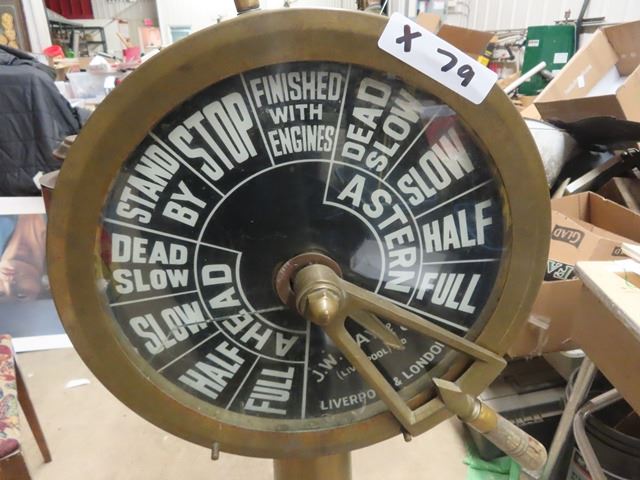 X 79
FINISHED
WITH
ENGINES
STOP
STAND
BY
DEAD
SLOW
SLOW
HALF
FULL
AHEAD
DEAD
SLOW
SLOW
HALF
FULL
ASTERN
J.W.
LIVERPOOL & LONDON
GLAD